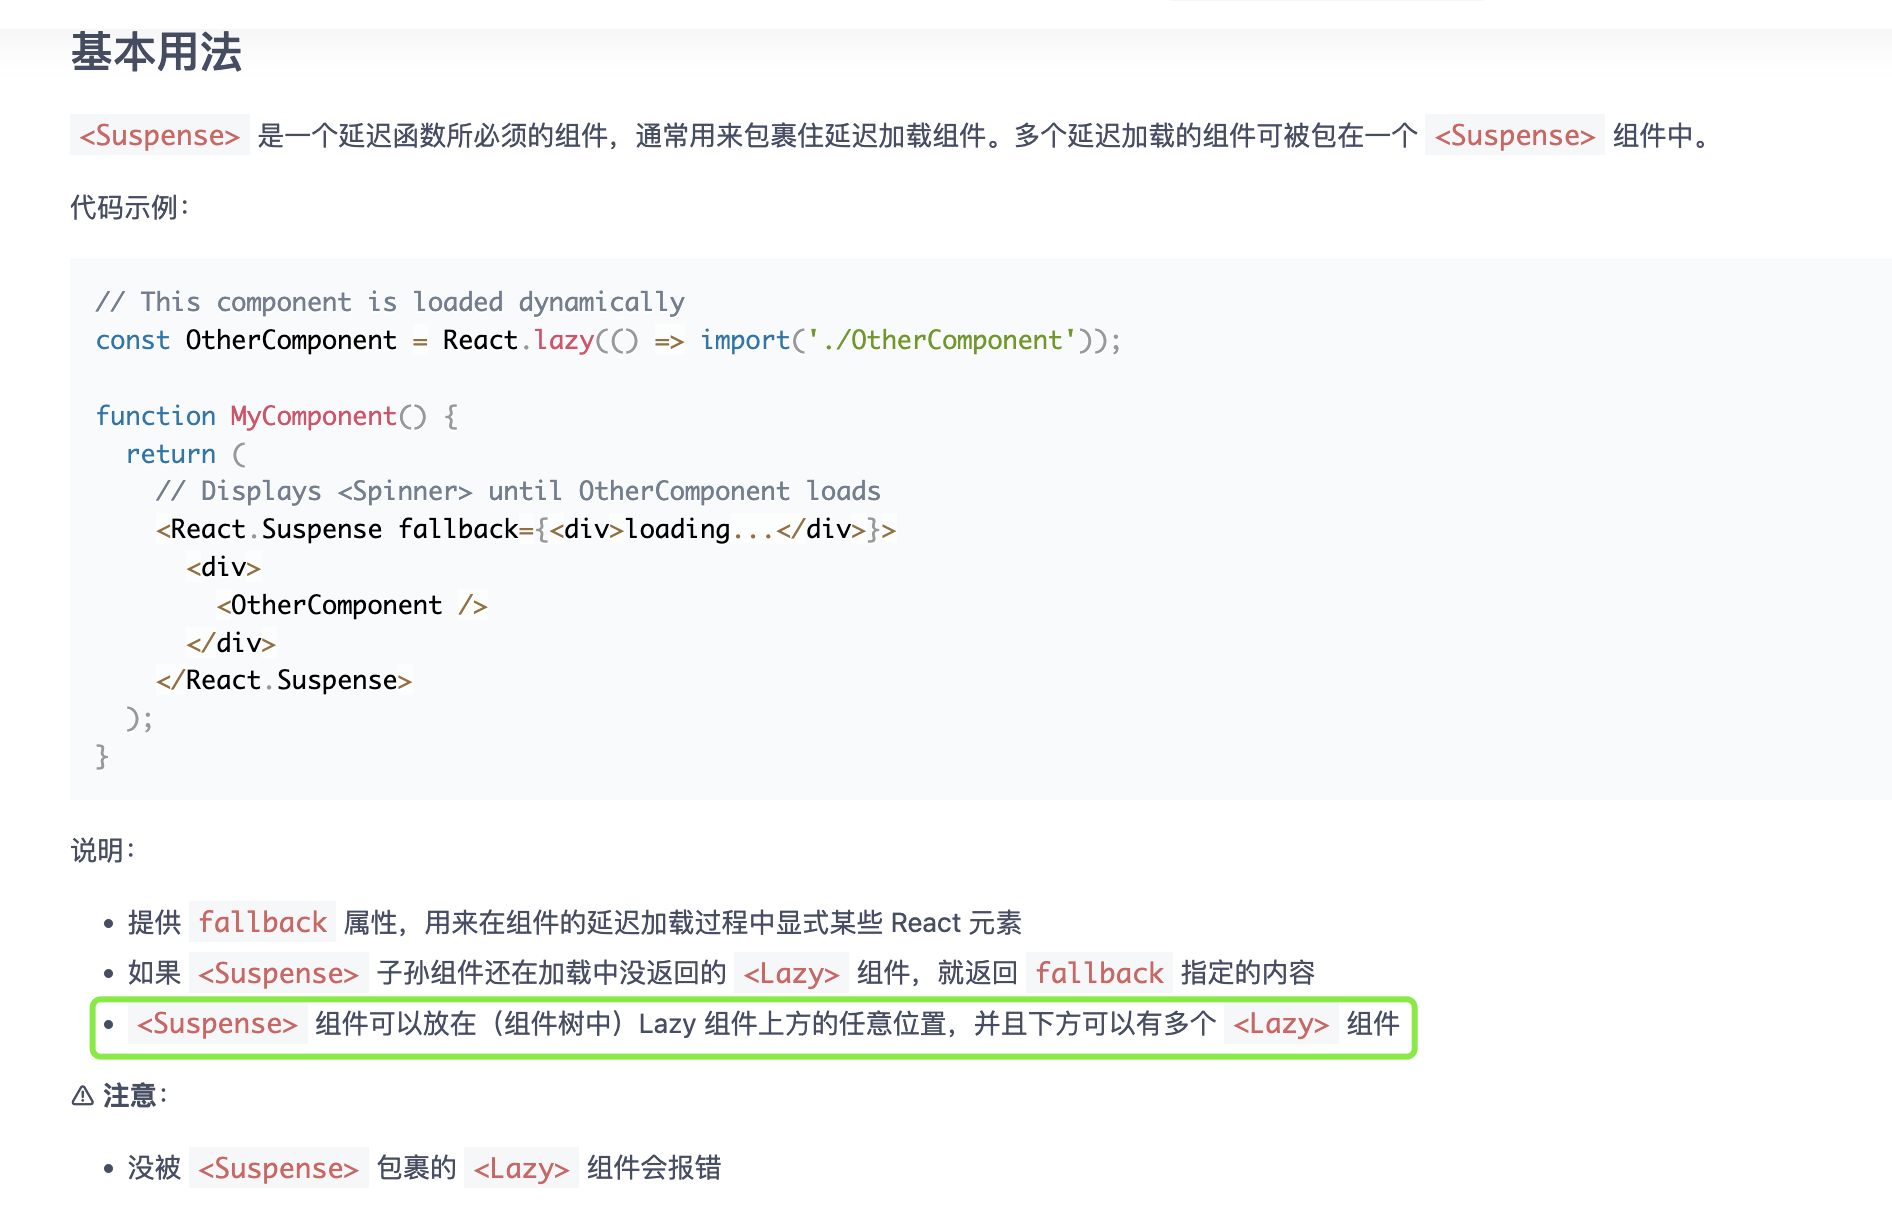 基本用法
<Suspense> 是一个延迟函数所必须的组件，通常用来包裹住延迟加载组件。多个延迟加载的组件可被包在一个 <Suspense> 组件中。
代码示例：
// This component is loaded dynamically
const OtherComponent = React.lazy(() => import('./OtherComponent'));
function MyComponent() {
  return (
    // Displays <Spinner> until OtherComponent loads
    <React.Suspense fallback={<div>loading...</div>}>
      <div>
        <OtherComponent />
      </div>
    </React.Suspense>
  );
}
说明：
• 提供 fallback 属性，用来在组件的延迟加载过程中显式某些 React 元素
• 如果 <Suspense> 子孙组件还在加载中没返回的 <Lazy> 组件，就返回 fallback 指定的内容
• <Suspense> 组件可以放在（组件树中）Lazy 组件上方的任意位置，并且下方可以有多个 <Lazy> 组件
⚠ 注意：
• 没被 <Suspense> 包裹的 <Lazy> 组件会报错